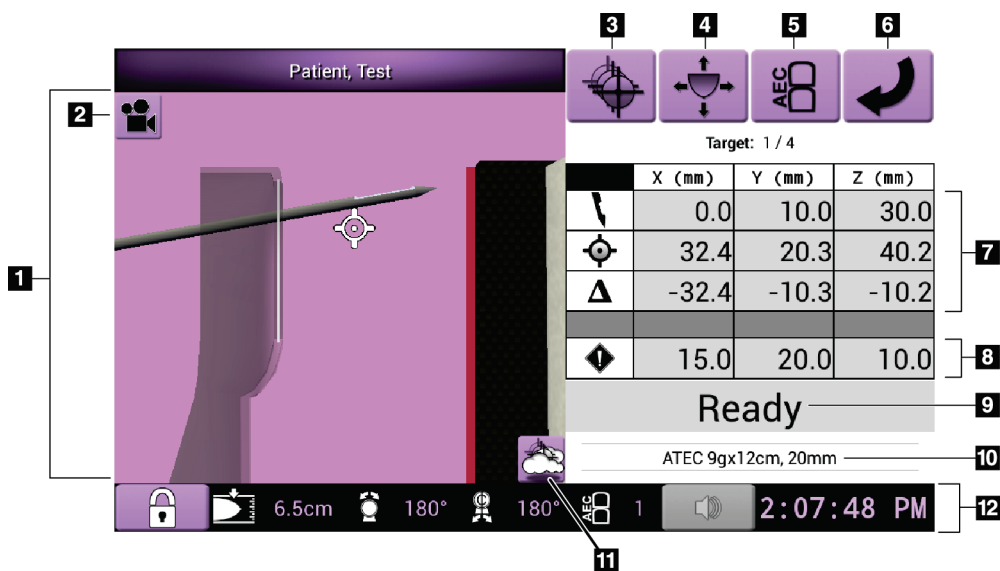 3 4 5 6
Patient, Test
AEC
1
2
Target: 1 / 4
X (mm) Y (mm) Z (mm)
0.0 10.0 30.0
32.4 20.3 40.2
Δ -32.4 -10.3 -10.2
7
! 15.0 20.0 10.0
8
Ready
9
ATEC 9gx12cm, 20mm
10
6.5cm 180° C 180° AEC 1 2:07:48 PM
12
11